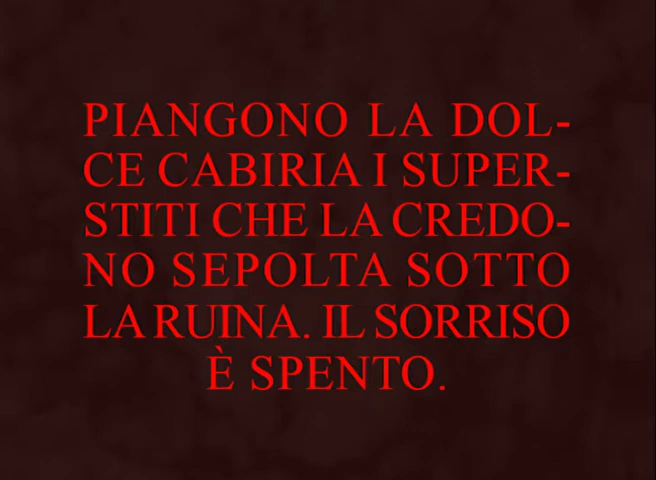 PIANGONO LA DOL-
CE CABIRIA I SUPER-
STITI CHE LA CREDO-
NO SEPOLTA SOTTO
LA RUINA. IL SORRISO
È SPENTO.